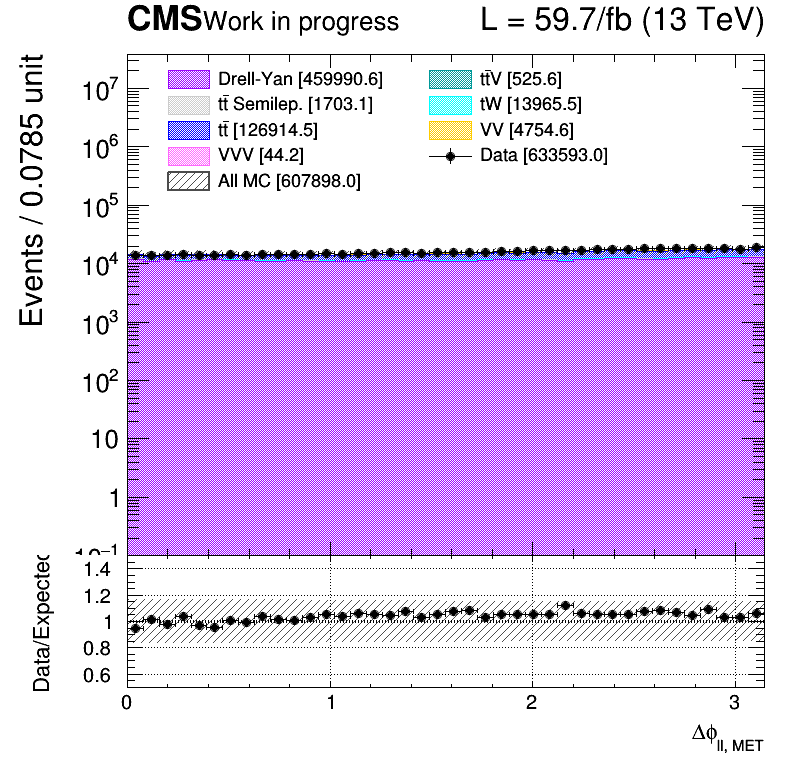 CMS Work in progress L = 59.7/fb (13 TeV)
Events / 0.0785 unit
Drell-Yan [459990.6]
tt̄ Semilep. [1703.1]
tt̄ [126914.5]
VVV [44.2]
All MC [607898.0]
tt̄V [525.6]
tW [13965.5]
VV [4754.6]
Data [633593.0]
10⁷
10⁶
10⁵
10⁴
10³
10²
10
1
10⁻¹
Data/Expected
1.4
1.2
1
0.8
0.6
0 1 2 3
Δϕ_ll, MET